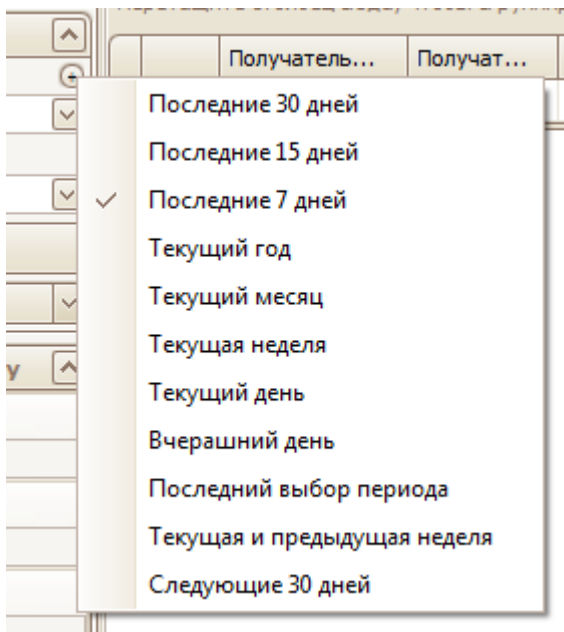 Получатель... Получат...
Последние 30 дней
Последние 15 дней
Последние 7 дней
Текущий год
Текущий месяц
Текущая неделя
Текущий день
Вчерашний день
Последний выбор периода
Текущая и предыдущая неделя
Следующие 30 дней
у